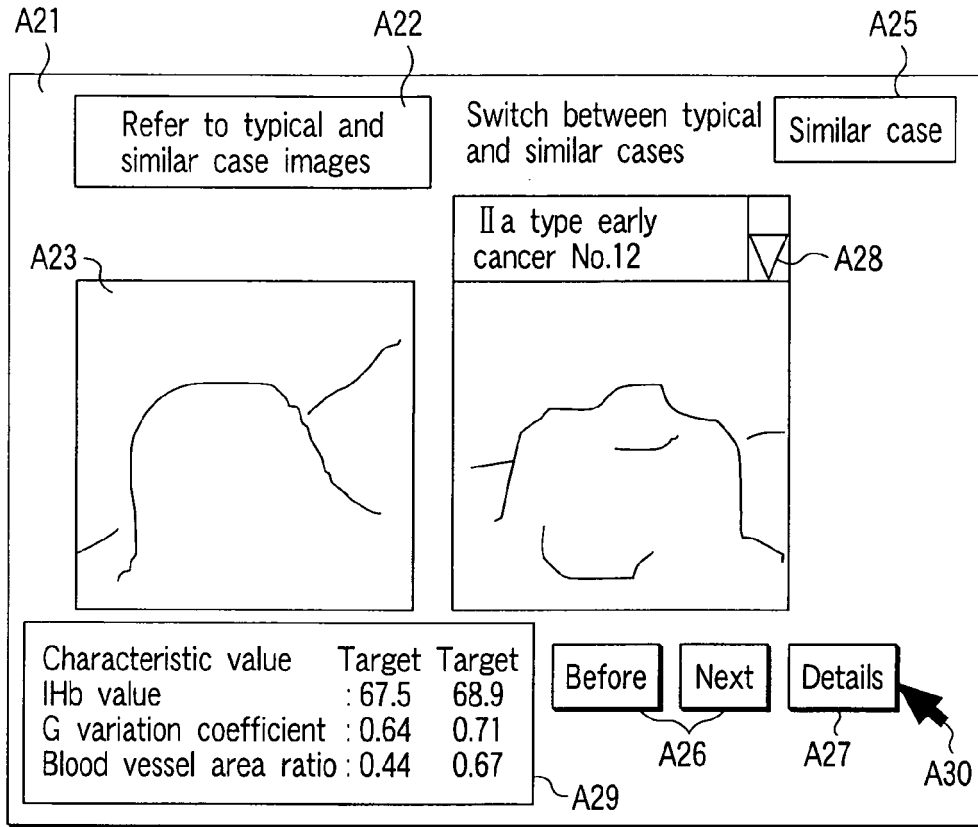 A21
A22
A25
Refer to typical and
similar case images
Switch between typical
and similar cases
Similar case
Ⅱa type early
cancer No.12
A28
A23
Characteristic value Target Target
IHb value : 67.5 68.9
G variation coefficient : 0.64 0.71
Blood vessel area ratio : 0.44 0.67
A29
Before
Next
Details
A26
A27
A30